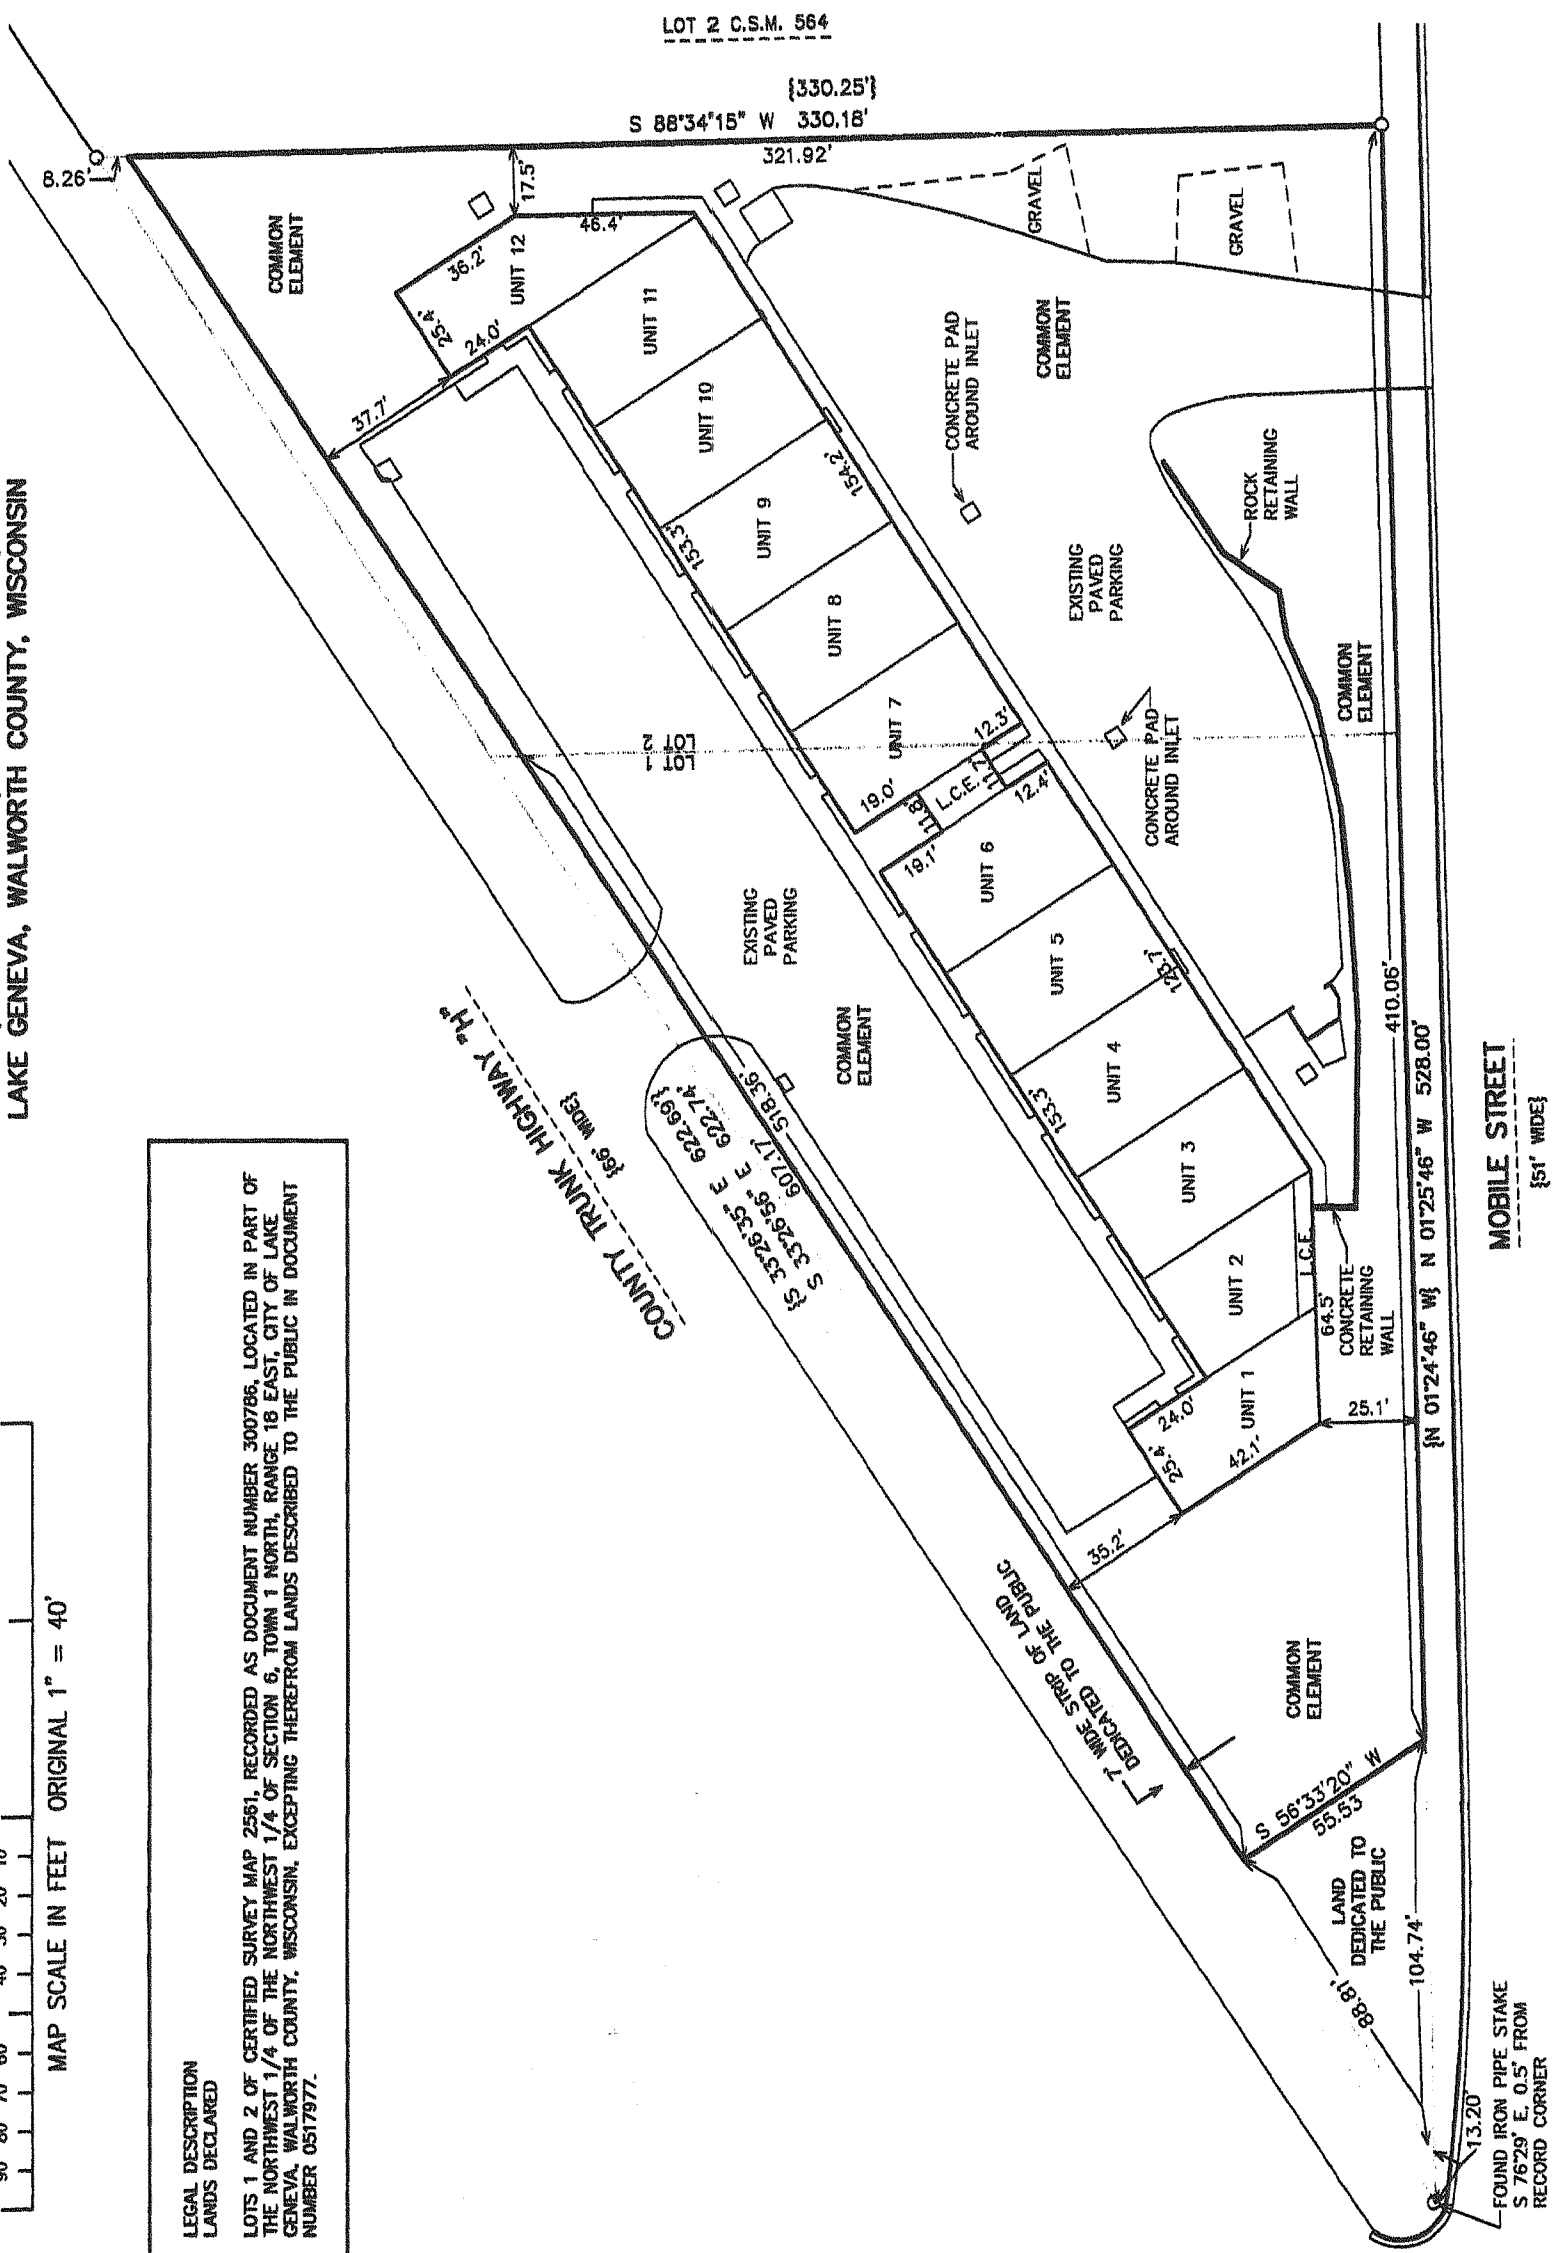 LAKE GENEVA, WALWORTH COUNTY, WISCONSIN
90 80 70 60 50 40 30 20 10
MAP SCALE IN FEET ORIGINAL 1" = 40'
LEGAL DESCRIPTION
LANDS DECLARED
LOTS 1 AND 2 OF CERTIFIED SURVEY MAP 2561, RECORDED AS DOCUMENT NUMBER 300786, LOCATED IN PART OF
THE NORTHWEST 1/4 OF THE NORTHWEST 1/4 OF SECTION 6, TOWN 1 NORTH, RANGE 18 EAST, CITY OF LAKE
GENEVA, WALWORTH COUNTY, WISCONSIN, EXCEPTING THEREFROM LANDS DESCRIBED TO THE PUBLIC IN DOCUMENT
NUMBER 0517977.
LOT 2 C.S.M. 564
{330.25'}
S 88°34'15" W 330.18'
321.92'
8.26'
17.5'
46.4'
36.2'
25.4'
24.0'
37.7'
COMMON
ELEMENT
UNIT 12
UNIT 11
UNIT 10
UNIT 9
UNIT 8
UNIT 7
153.3'
154.2'
GRAVEL
GRAVEL
COMMON
ELEMENT
CONCRETE PAD
AROUND INLET
EXISTING
PAVED
PARKING
ROCK
RETAINING
WALL
COMMON
ELEMENT
LOT 2
LOT 1
19.0'
12.3'
11.8'
L.C.E.
11.7'
12.4'
19.1'
CONCRETE PAD
AROUND INLET
UNIT 6
UNIT 5
UNIT 4
UNIT 3
UNIT 2
UNIT 1
153.3'
EXISTING
PAVED
PARKING
COMMON
ELEMENT
COUNTY TRUNK HIGHWAY "H"
{66' WIDE}
{S 33°26'35" E 622.69'}
S 33°26'56" E 622.74'
607.17'
518.36'
L.C.E.
64.5'
CONCRETE
RETAINING
WALL
24.0'
25.4'
42.1'
25.1'
35.2'
410.06'
{N 01°24'46" W} N 01°25'46" W 528.00'
MOBILE STREET
{51' WIDE}
7' WIDE STRIP OF LAND
DEDICATED TO THE PUBLIC
COMMON
ELEMENT
S 56°33'20" W
55.53
LAND
DEDICATED TO
THE PUBLIC
88.81'
104.74'
13.20'
FOUND IRON PIPE STAKE
S 76°29' E, 0.5' FROM
RECORD CORNER